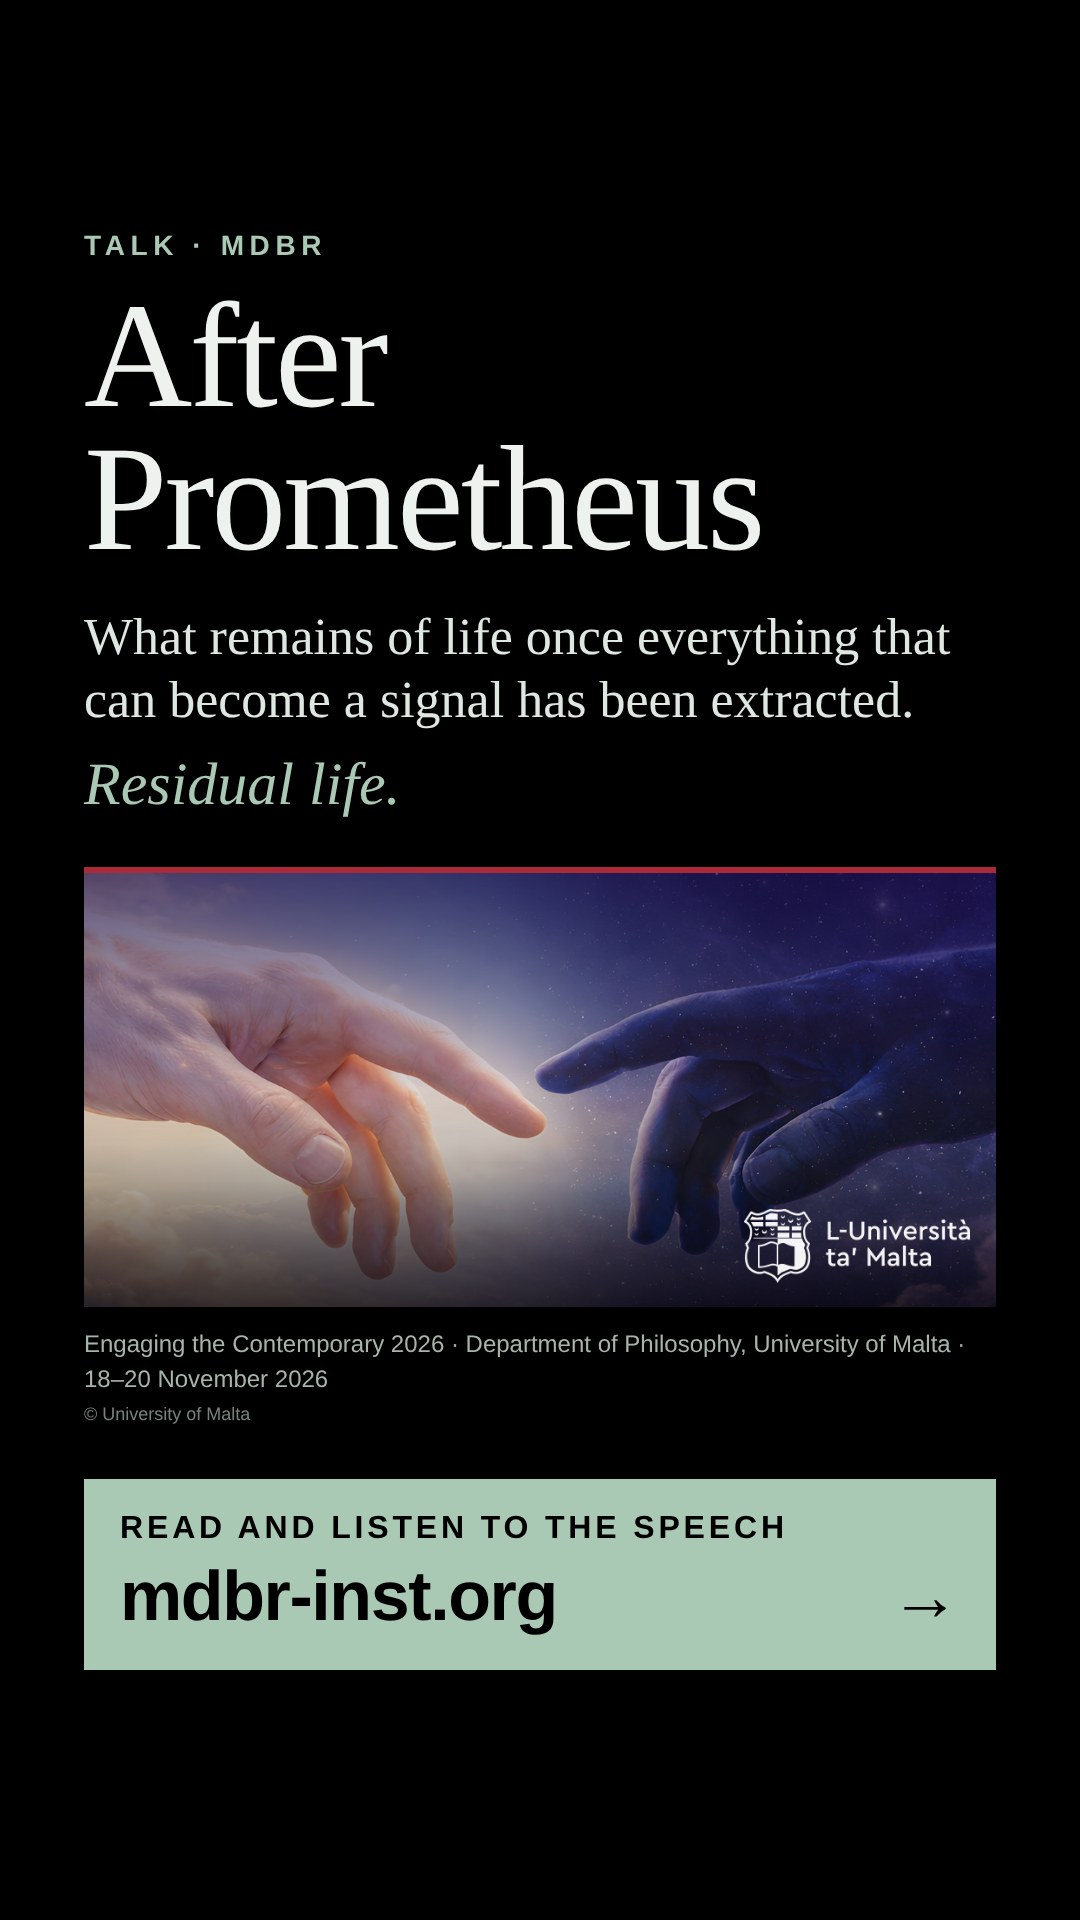 TALK · MDBR
After
Prometheus
What remains of life once everything that
can become a signal has been extracted.
Residual life.
L-Università
ta' Malta
Engaging the Contemporary 2026 · Department of Philosophy, University of Malta ·
18–20 November 2026
© University of Malta
READ AND LISTEN TO THE SPEECH
mdbr-inst.org →